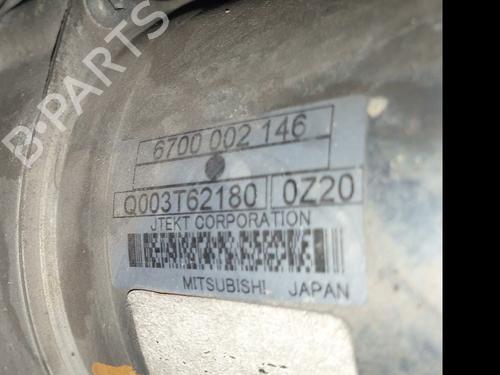 6700 002 146
Q003T62180 0Z20
JTEKT CORPORATION
MITSUBISHI JAPAN
B-PARTS